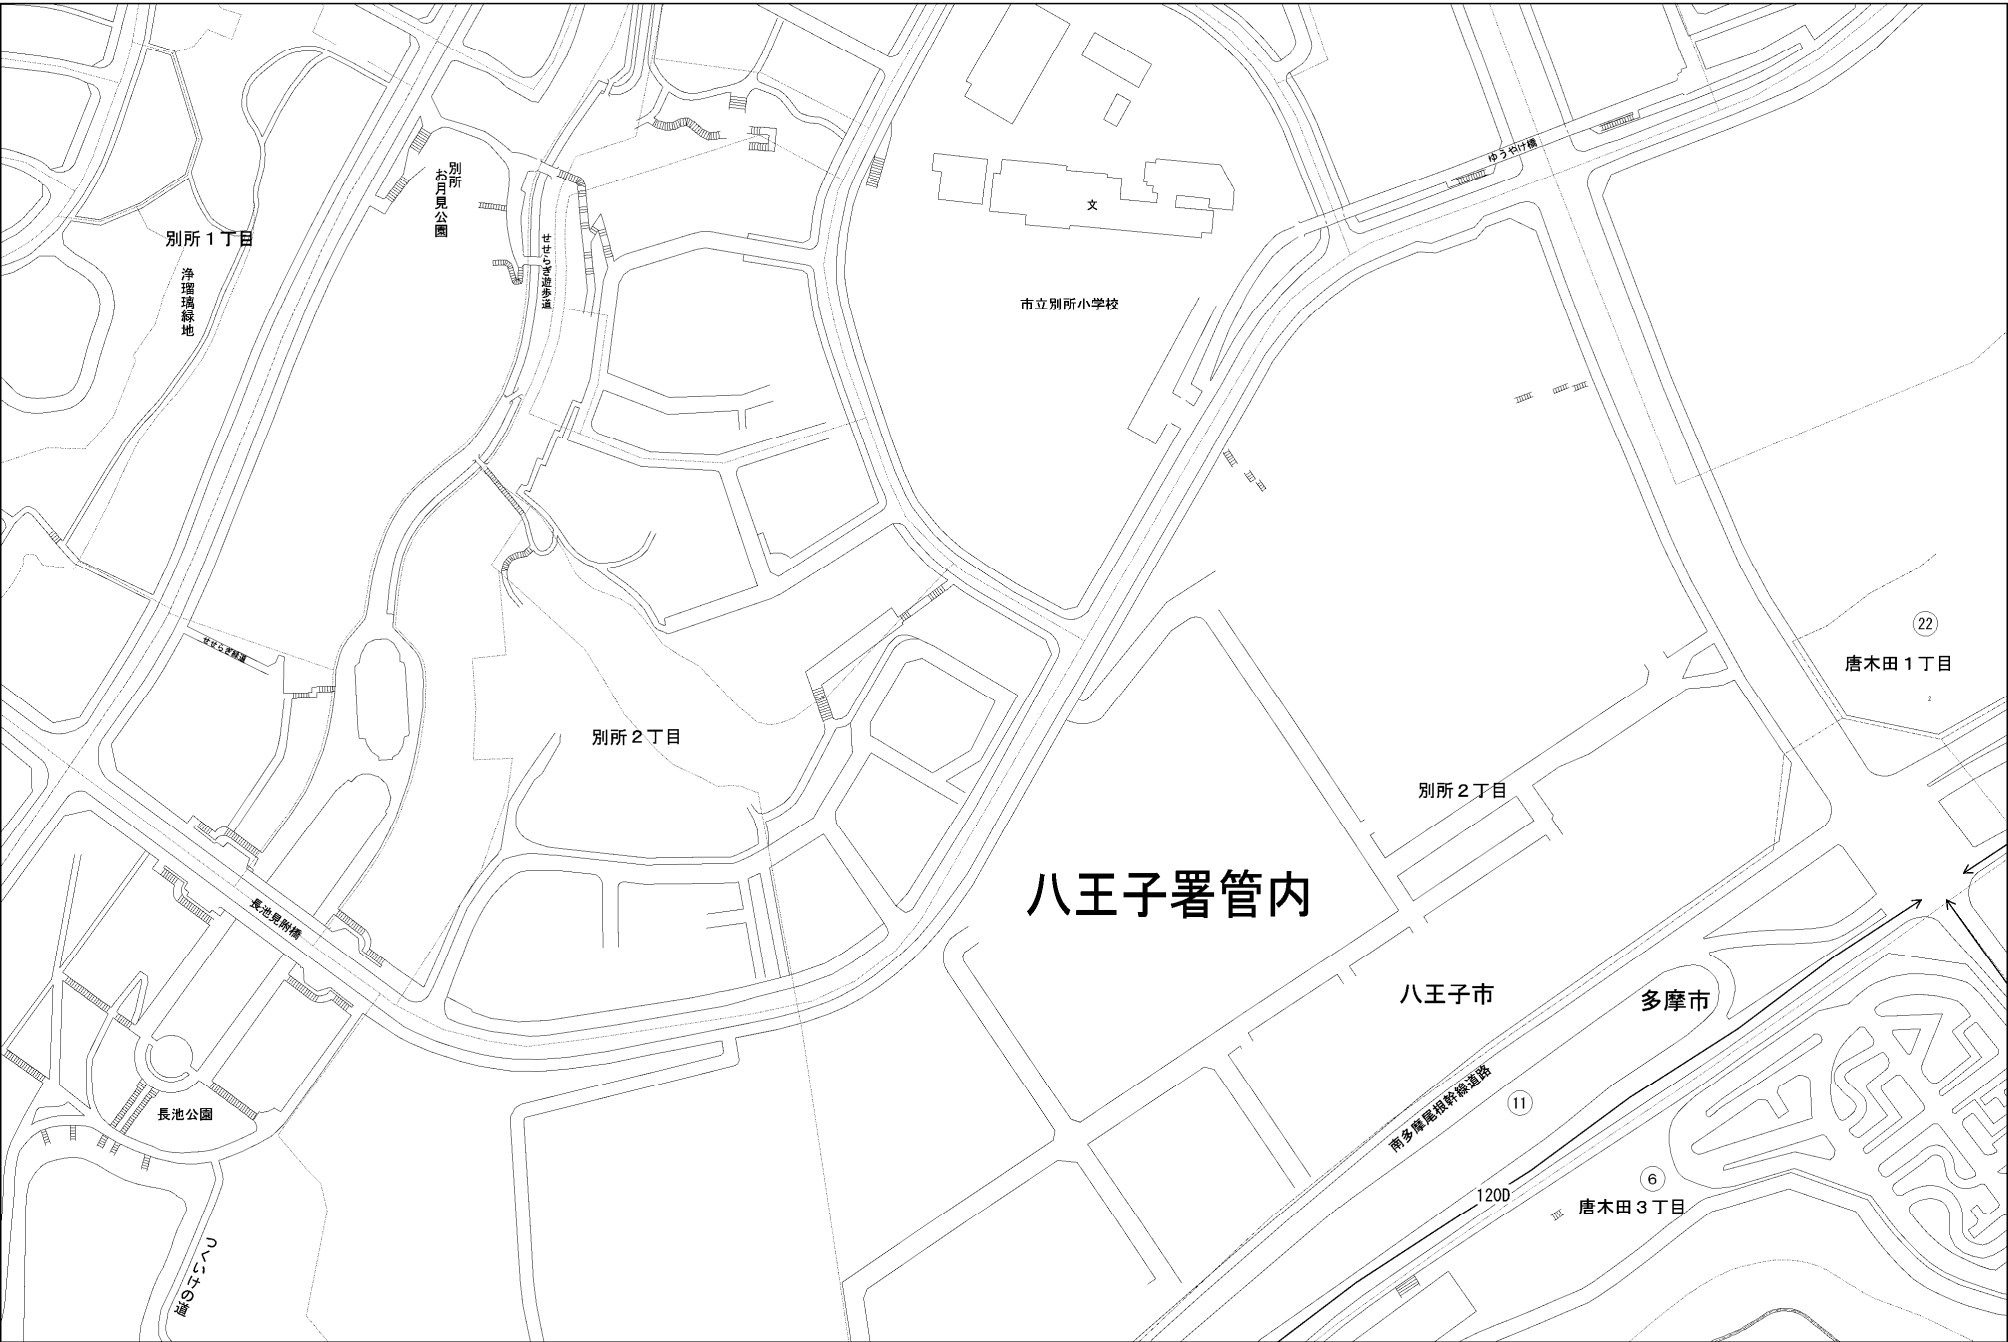 ゆうやけ橋
別所
お月見公園
文
別所１丁目
せせらぎ遊歩道
浄瑠璃緑地
市立別所小学校
22
唐木田１丁目
せせらぎ緑道
2
別所２丁目
別所２丁目
八王子署管内
長池見附橋
八王子市
多摩市
南多摩尾根幹線道路
11
長池公園
6
120D
唐木田３丁目
つくいけの道